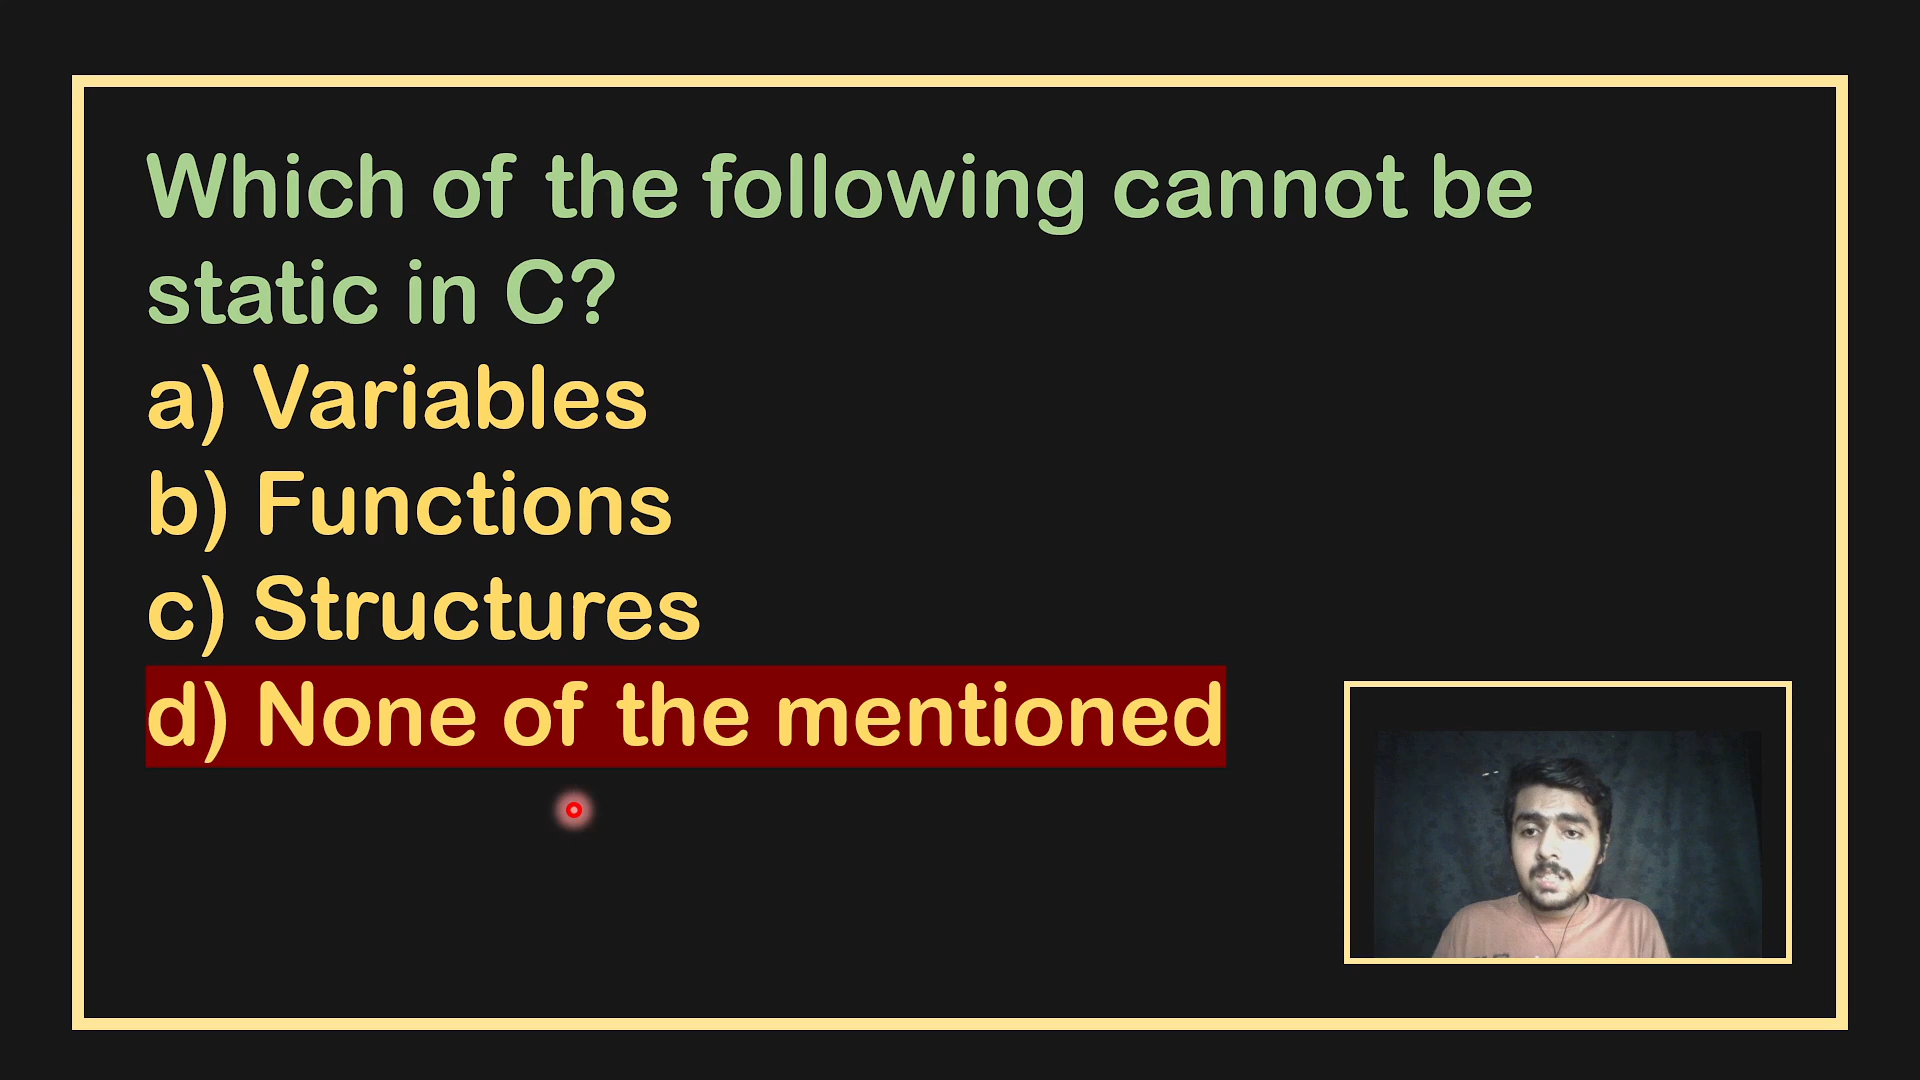 Which of the following cannot be
static in C?
a) Variables
b) Functions
c) Structures
d) None of the mentioned